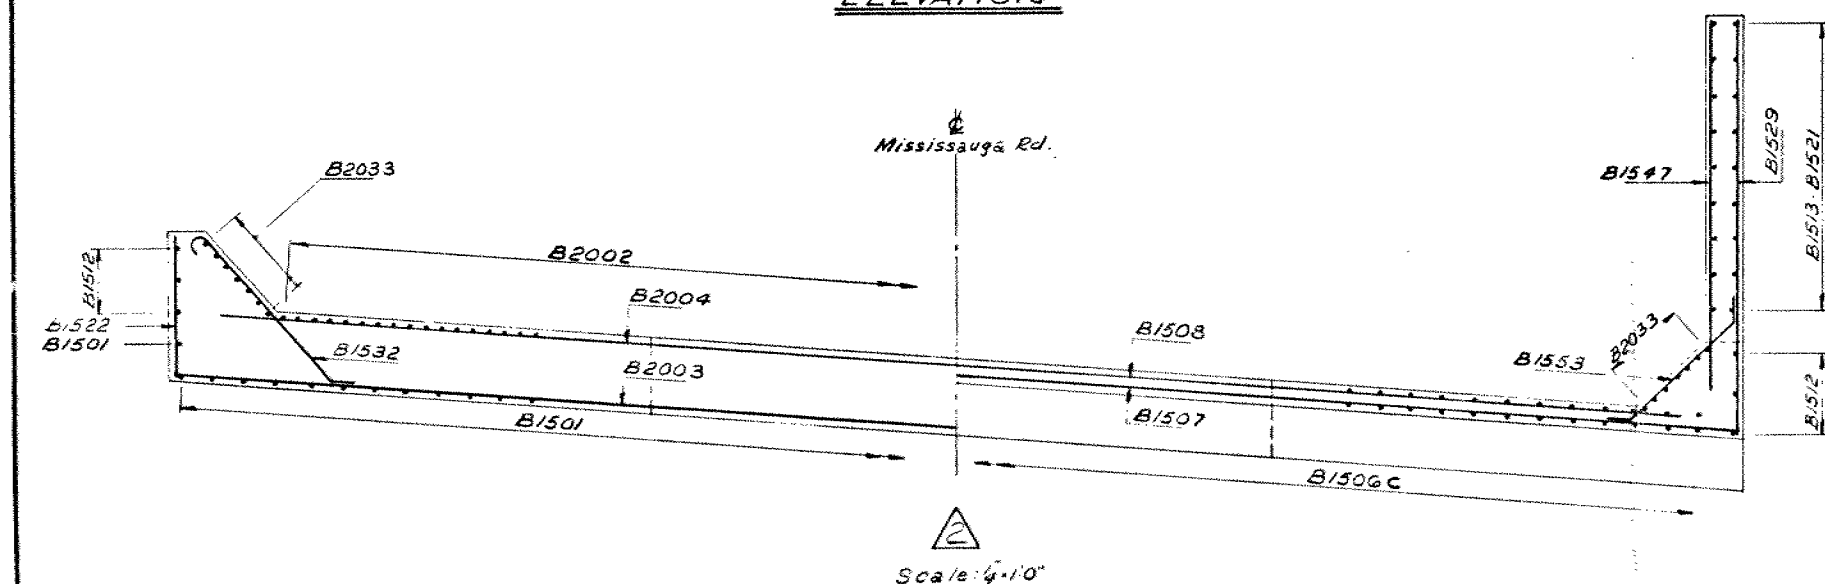 ELEVATION
℄
Mississauga Rd.
B2033
B1547
B1529
B1513-B1521
B2002
B1512
B2004
B1522
B1501
B1532
B1508
B2033
B1553
B2003
B1507
B1512
B1501
B1506C
2
Scale: ¼"=1'0"